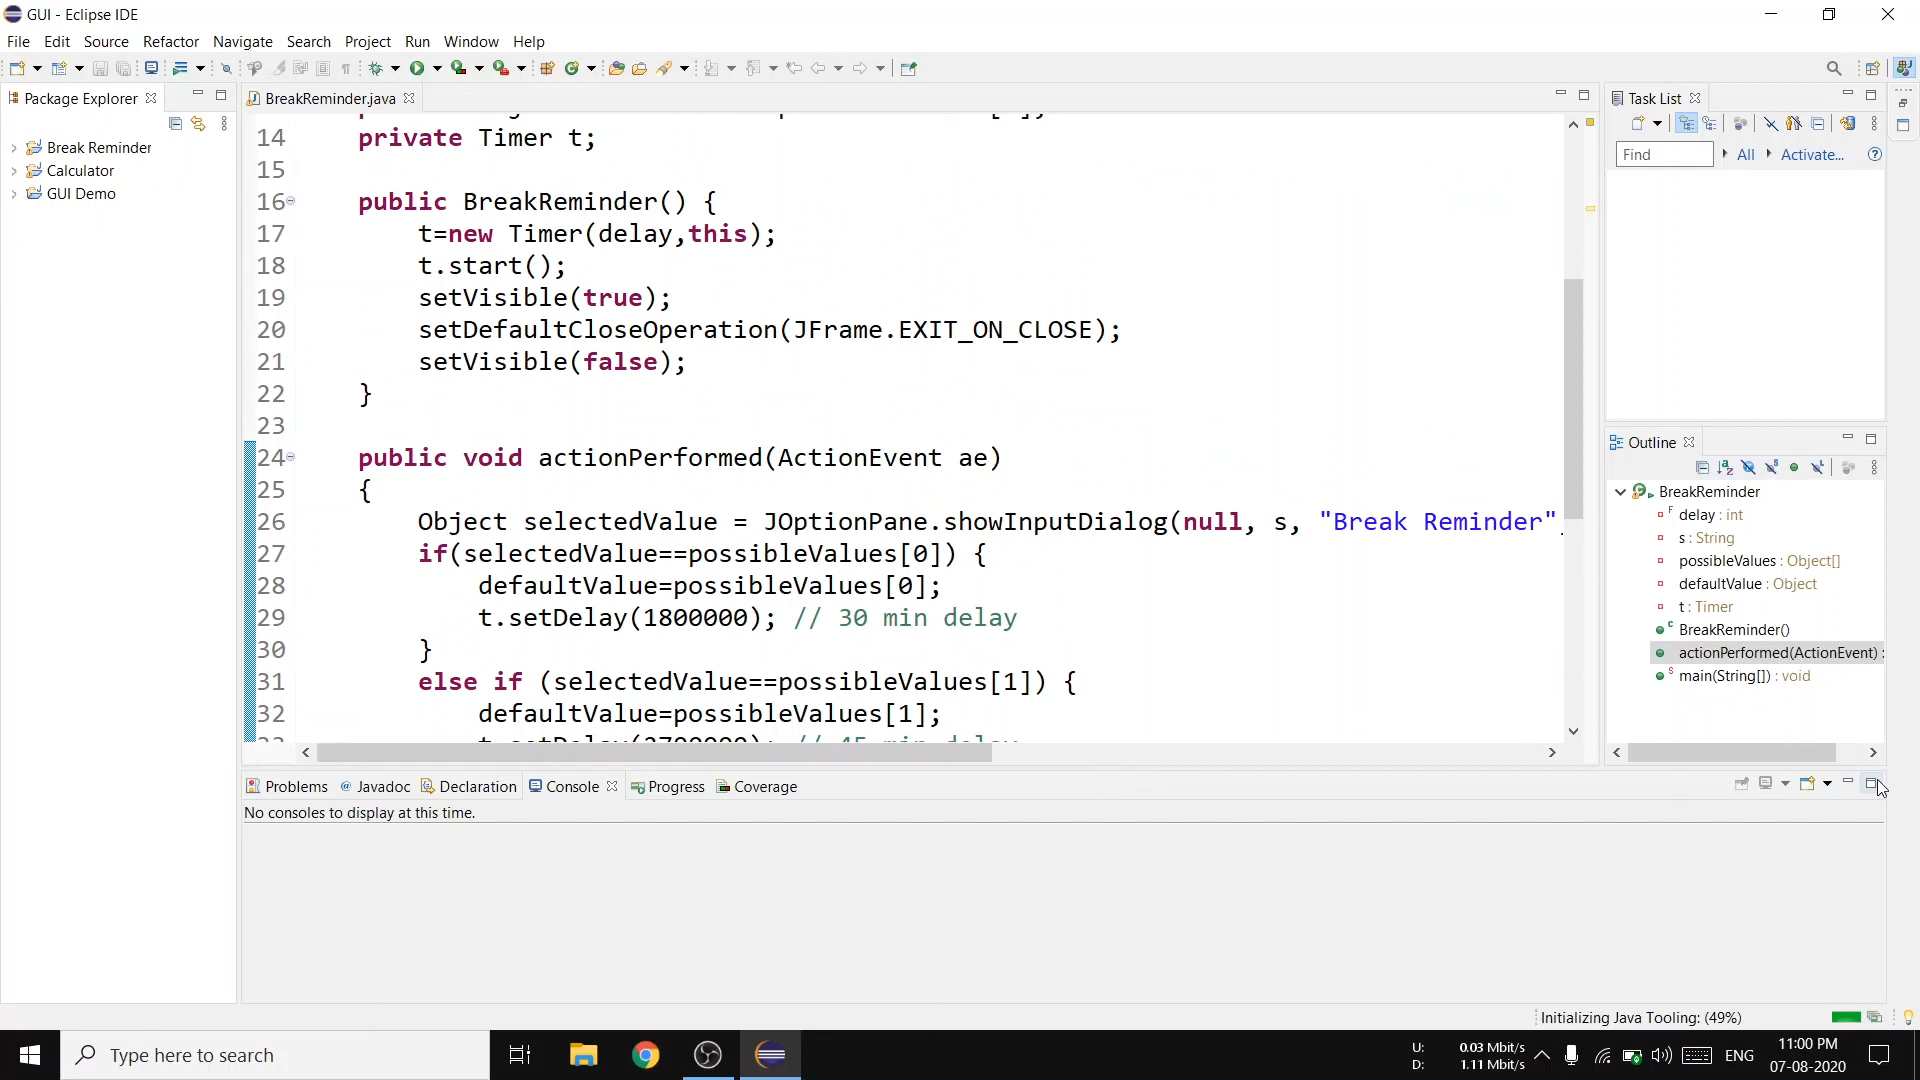 GUI - Eclipse IDE
File Edit Source Refactor Navigate Search Project Run Window Help
Package Explorer
Break Reminder
Calculator
GUI Demo
BreakReminder.java
14 private Timer t;
15
16 public BreakReminder() {
17 t=new Timer(delay,this);
18 t.start();
19 setVisible(true);
20 setDefaultCloseOperation(JFrame.EXIT_ON_CLOSE);
21 setVisible(false);
22 }
23
24 public void actionPerformed(ActionEvent ae)
25 {
26 Object selectedValue = JOptionPane.showInputDialog(null, s, "Break Reminder"
27 if(selectedValue==possibleValues[0]) {
28 defaultValue=possibleValues[0];
29 t.setDelay(1800000); // 30 min delay
30 }
31 else if (selectedValue==possibleValues[1]) {
32 defaultValue=possibleValues[1];
Task List
Find All Activate...
Outline
BreakReminder
delay : int
s : String
possibleValues : Object[]
defaultValue : Object
t : Timer
BreakReminder()
actionPerformed(ActionEvent) :
main(String[]) : void
Problems Javadoc Declaration Console Progress Coverage
No consoles to display at this time.
Initializing Java Tooling: (49%)
Type here to search
U: 0.03 Mbit/s
D: 1.11 Mbit/s
ENG
11:00 PM
07-08-2020